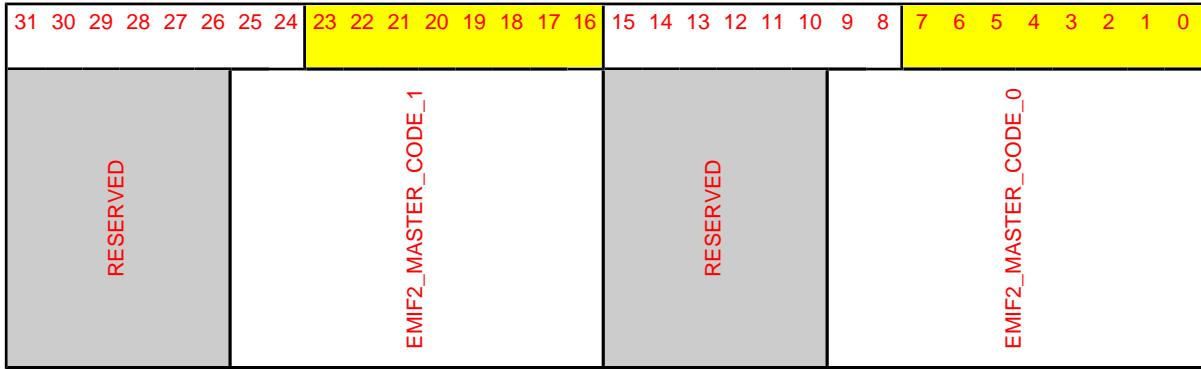 31 30 29 28 27 26 25 24 23 22 21 20 19 18 17 16 15 14 13 12 11 10 9 8 7 6 5 4 3 2 1 0
RESERVED
EMIF2_MASTER_CODE_1
RESERVED
EMIF2_MASTER_CODE_0